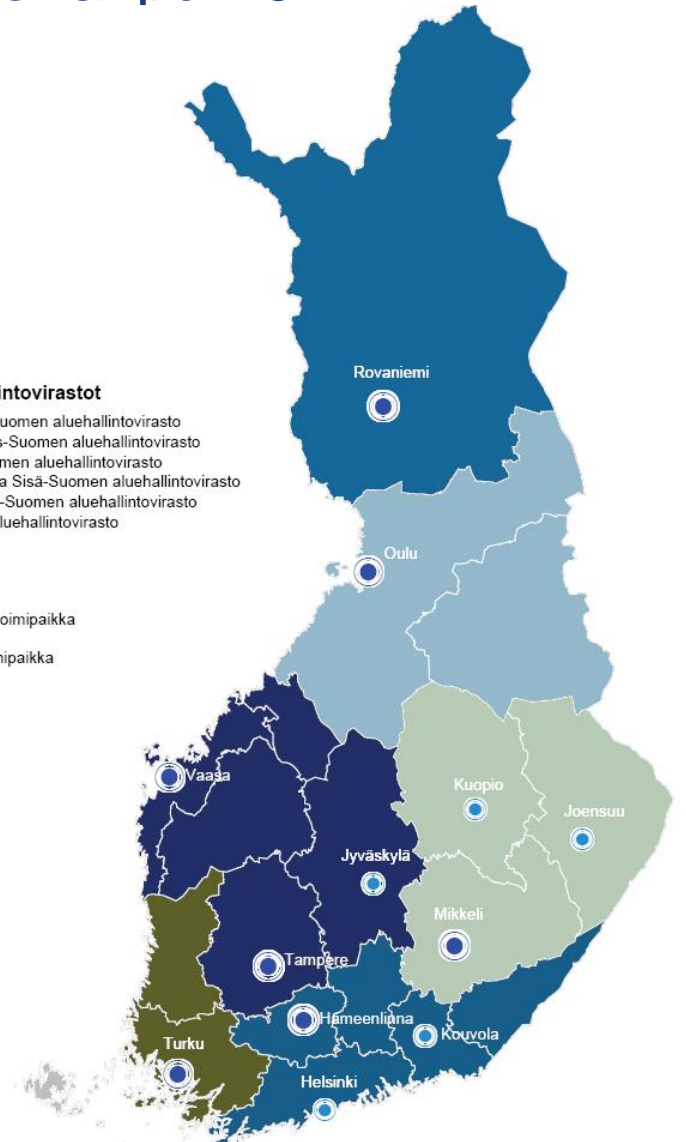 Rovaniemi
intovirastot
uomen aluehallintovirasto
s-Suomen aluehallintovirasto
men aluehallintovirasto
a Sisä-Suomen aluehallintovirasto
-Suomen aluehallintovirasto
luehallintovirasto
Oulu
oimipaikka
mipaikka
Vaasa
Kuopio
Joensuu
Jyväskylä
Mikkeli
Tampere
Hämeenlinna
Kouvola
Turku
Helsinki